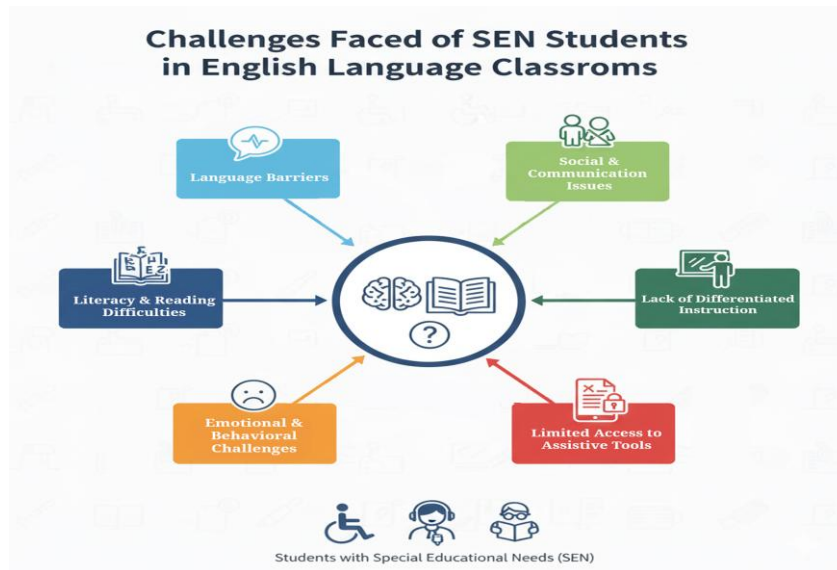 Challenges Faced of SEN Students
in English Language Classroms
Language Barriers
Social &
Communication
Issues
Literacy & Reading
Difficulties
Lack of Differentiated
Instruction
?
Emotional &
Behavioral
Challenges
Limited Access to
Assistive Tools
Students with Special Educational Needs (SEN)